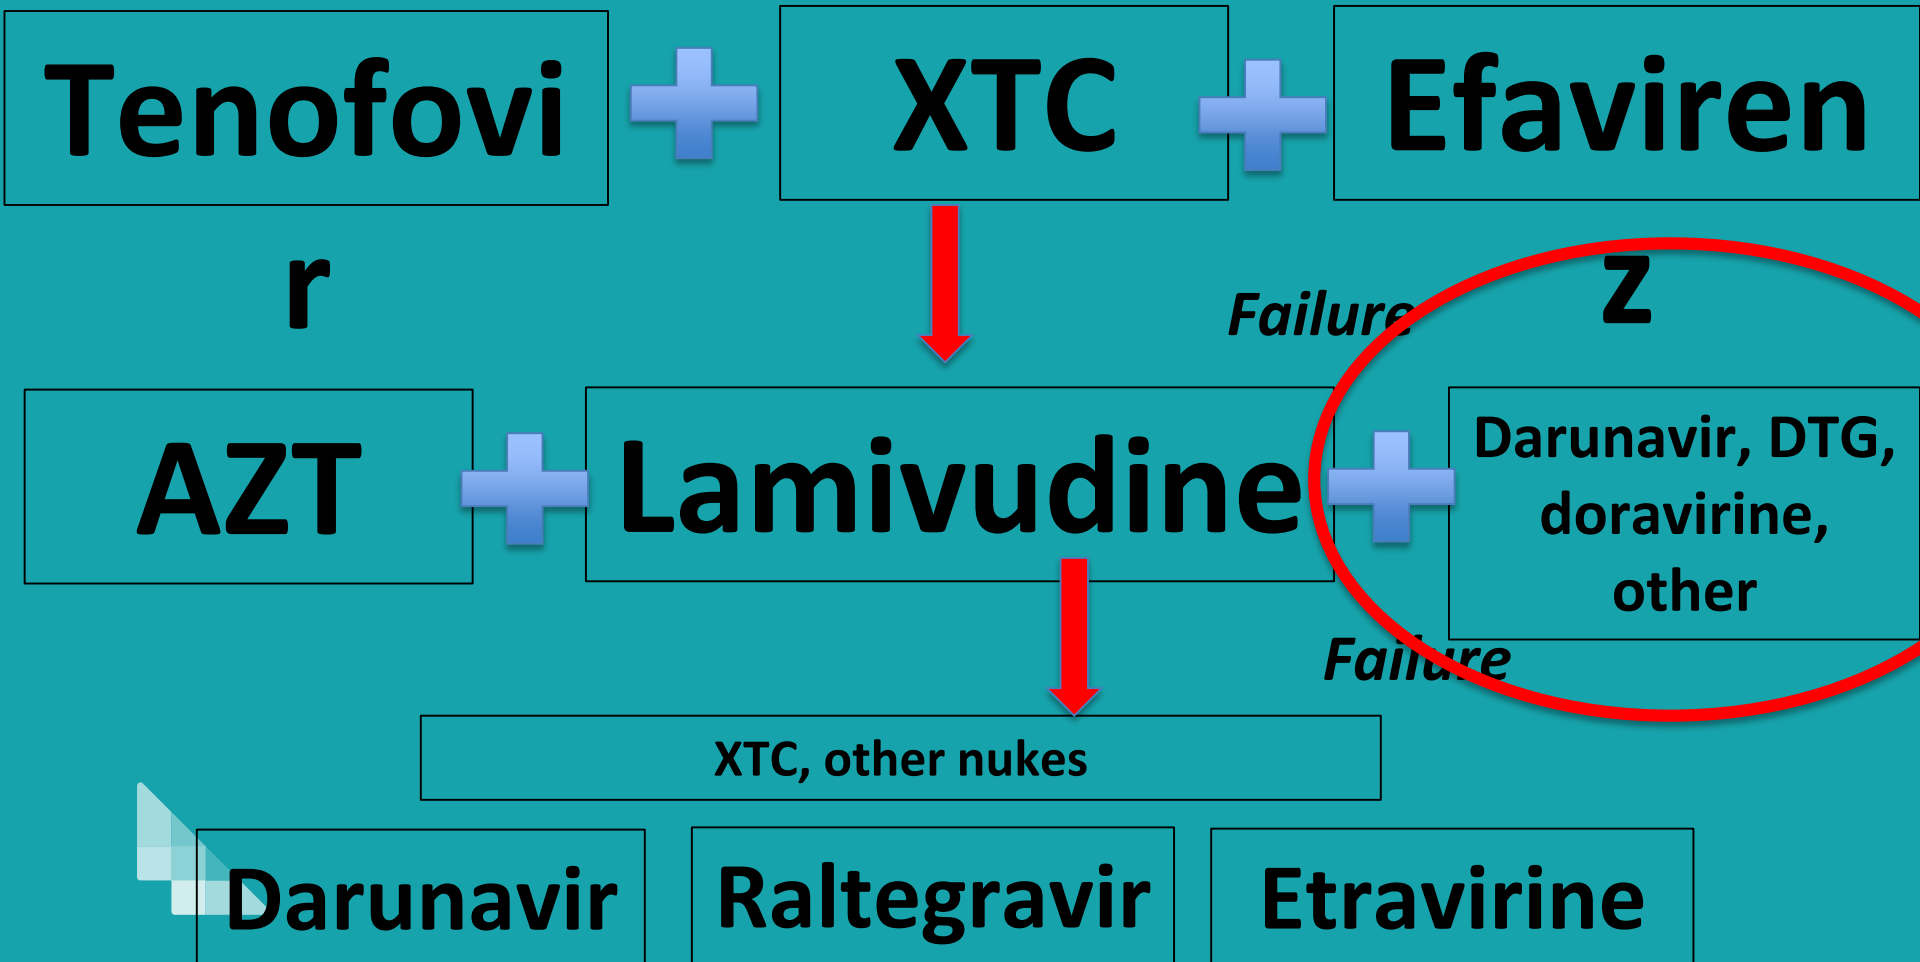 Tenofovi
r
XTC
Efaviren
z
Failure
AZT
Lamivudine
Darunavir, DTG,
doravirine,
other
Failure
XTC, other nukes
Darunavir
Raltegravir
Etravirine